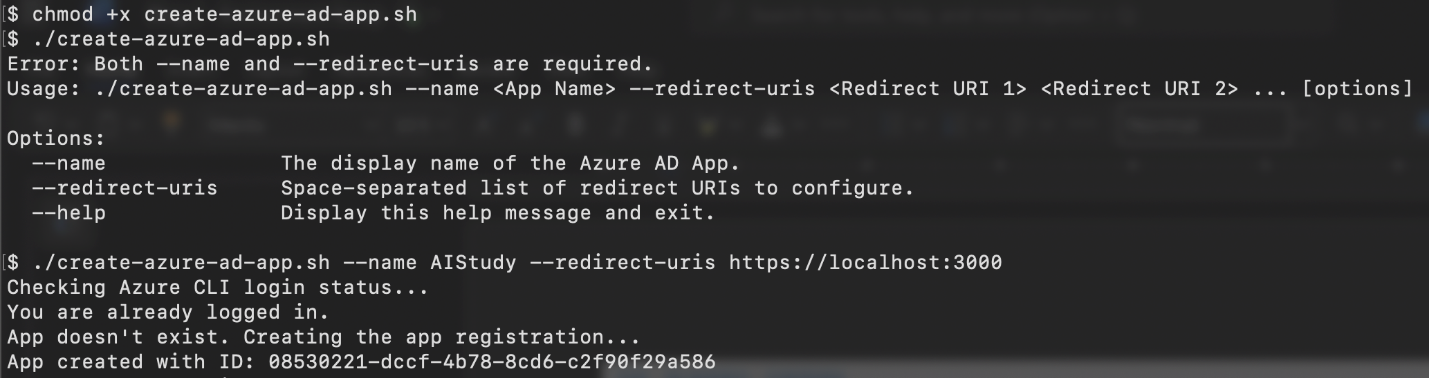 $ chmod +x create-azure-ad-app.sh
$ ./create-azure-ad-app.sh
Error: Both --name and --redirect-uris are required.
Usage: ./create-azure-ad-app.sh --name <App Name> --redirect-uris <Redirect URI 1> <Redirect URI 2> ... [options]
Options:
--name The display name of the Azure AD App.
--redirect-uris Space-separated list of redirect URIs to configure.
--help Display this help message and exit.
$ ./create-azure-ad-app.sh --name AIStudy --redirect-uris https://localhost:3000
Checking Azure CLI login status...
You are already logged in.
App doesn't exist. Creating the app registration...
App created with ID: 08530221-dccf-4b78-8cd6-c2f90f29a586